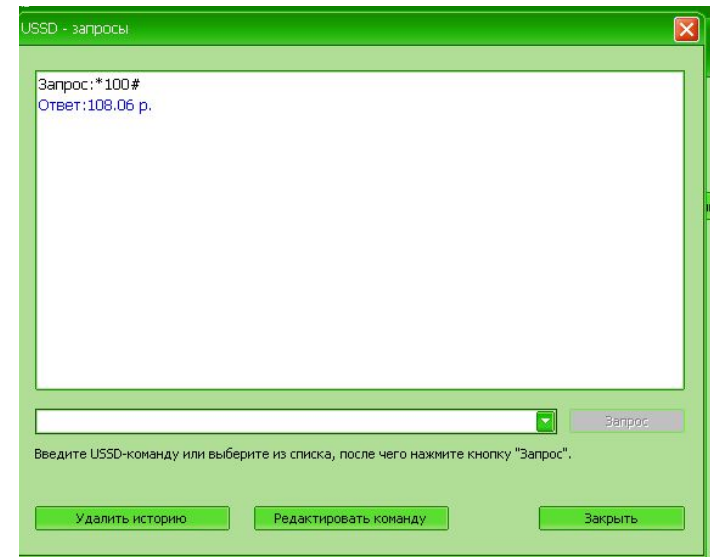 USSD - запросы
Запрос:*100#
Ответ:108.06 р.
Запрос
Введите USSD-команду или выберите из списка, после чего нажмите кнопку "Запрос".
Удалить историю
Редактировать команду
Закрыть